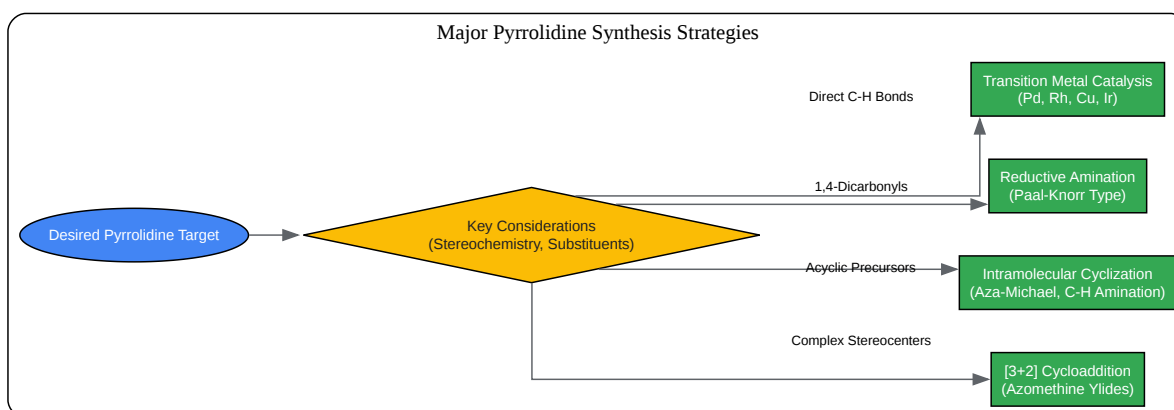 Major Pyrrolidine Synthesis Strategies
Direct C-H Bonds
Transition Metal Catalysis
(Pd, Rh, Cu, Ir)
1,4-Dicarbonyls
Reductive Amination
(Paal-Knorr Type)
Desired Pyrrolidine Target
Key Considerations
(Stereochemistry, Substituents)
Acyclic Precursors
Intramolecular Cyclization
(Aza-Michael, C-H Amination)
Complex Stereocenters
[3+2] Cycloaddition
(Azomethine Ylides)